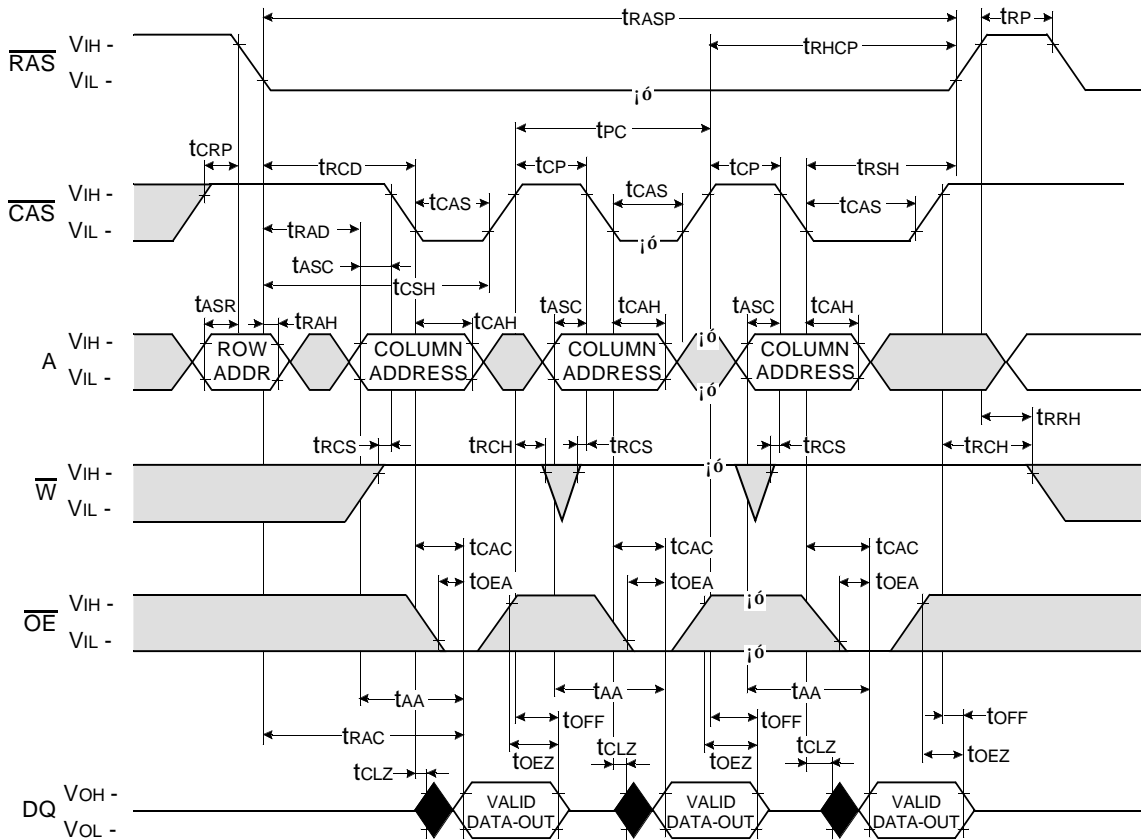 tRASP
tRP
RAS
VIH -
VIL -
tRHCP
¡ó
tPC
tCRP
tRCD
tCP
tCP
tRSH
CAS
VIH -
VIL -
tCAS
tCAS
tCAS
¡ó
tRAD
tASC
tCSH
tASR
tRAH
tCAH
tASC
tCAH
tASC
tCAH
A
VIH -
VIL -
ROW
ADDR
COLUMN
ADDRESS
COLUMN
ADDRESS
¡ó
¡ó
COLUMN
ADDRESS
tRRH
tRCS
tRCH
tRCS
tRCS
tRCH
W
VIH -
VIL -
¡ó
tCAC
tCAC
tCAC
tOEA
tOEA
tOEA
OE
VIH -
VIL -
¡ó
¡ó
tAA
tAA
tAA
tOFF
tOFF
tOFF
tRAC
tCLZ
tOEZ
tCLZ
tOEZ
tCLZ
tOEZ
DQ
VOH -
VOL -
VALID
DATA-OUT
VALID
DATA-OUT
VALID
DATA-OUT